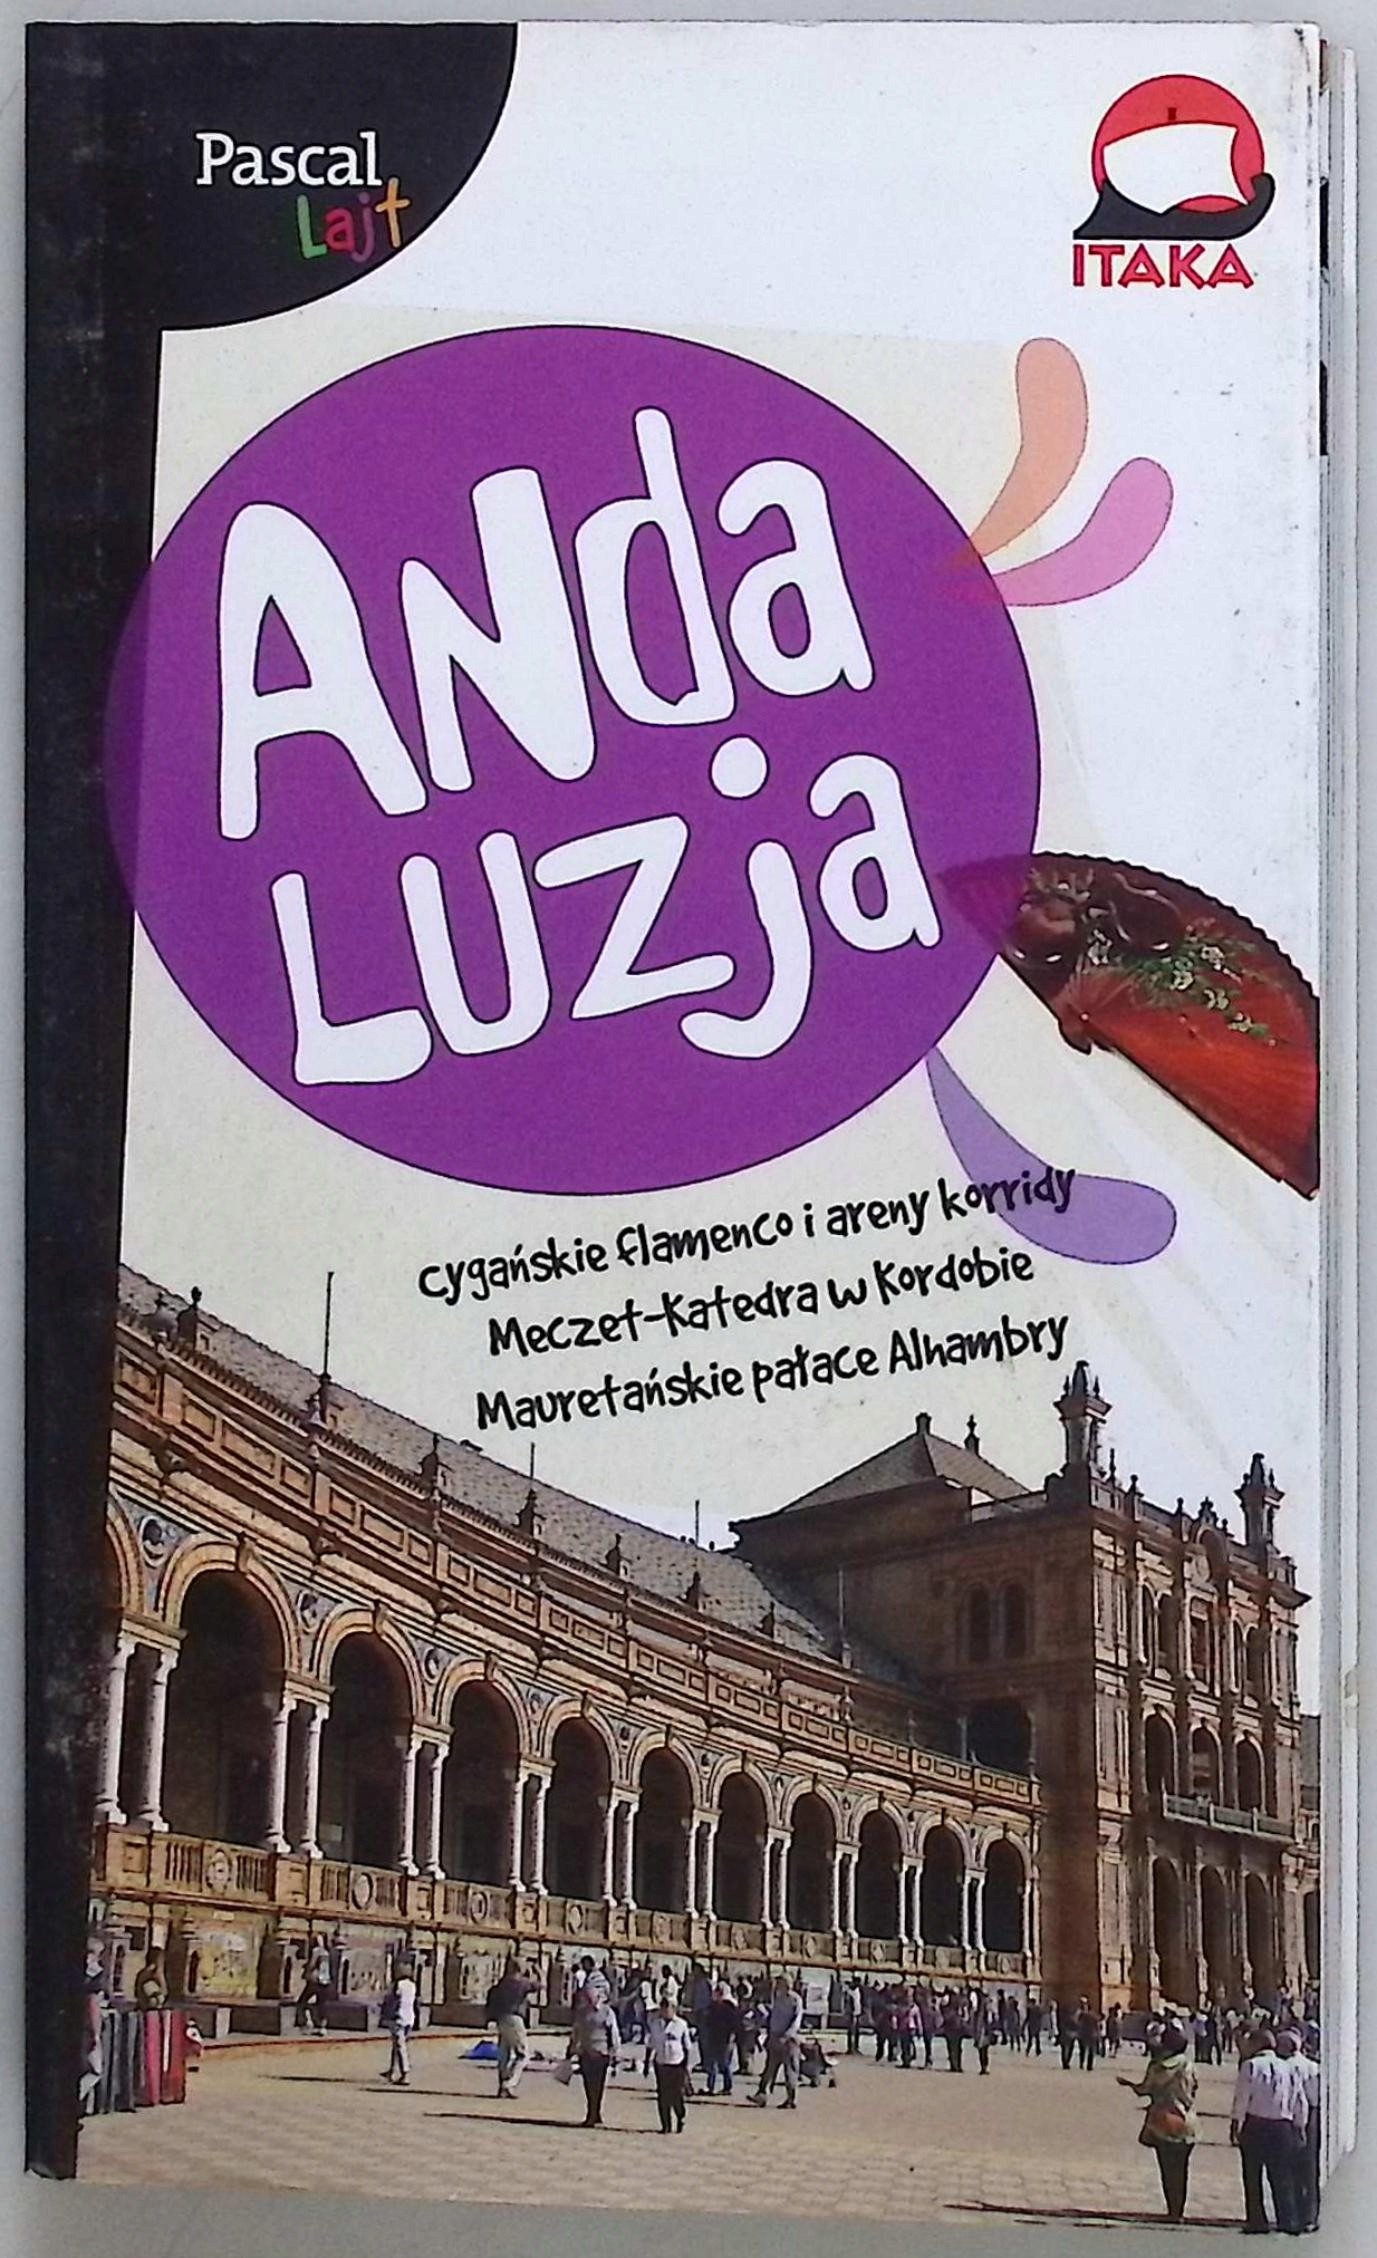 Pascal
Lajt
ITAKA
ANda
LUZja
cygańskie flamenco i areny korridy
Meczet-Katedra w Kordobie
Mauretańskie pałace Alhambry